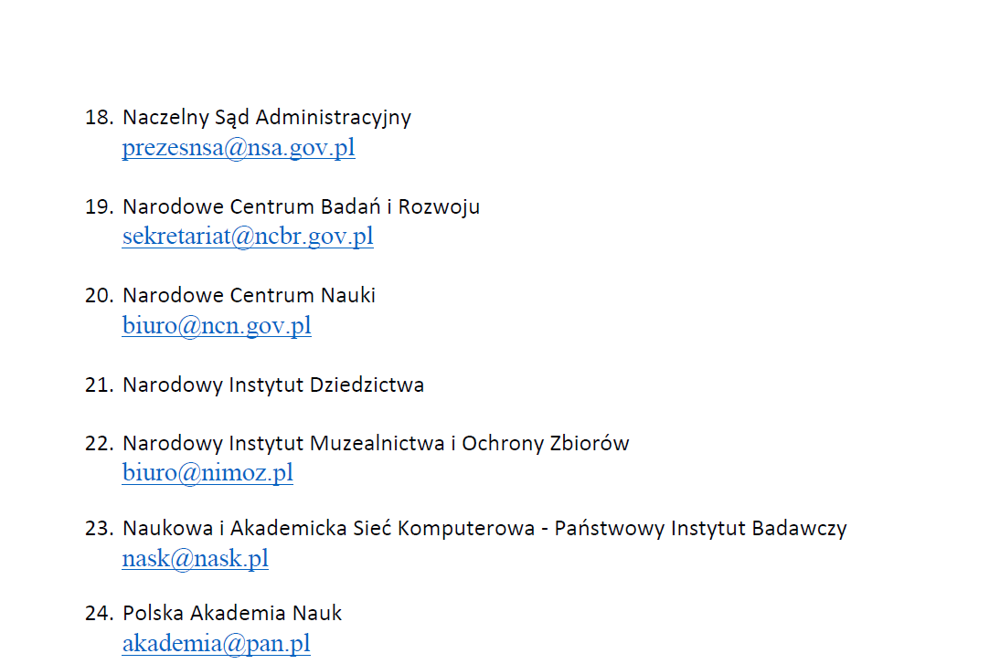 18. Naczelny Sąd Administracyjny
prezesnsa@nsa.gov.pl
19. Narodowe Centrum Badań i Rozwoju
sekretariat@ncbr.gov.pl
20. Narodowe Centrum Nauki
biuro@ncn.gov.pl
21. Narodowy Instytut Dziedzictwa
22. Narodowy Instytut Muzealnictwa i Ochrony Zbiorów
biuro@nimoz.pl
23. Naukowa i Akademicka Sieć Komputerowa - Państwowy Instytut Badawczy
nask@nask.pl
24. Polska Akademia Nauk
akademia@pan.pl